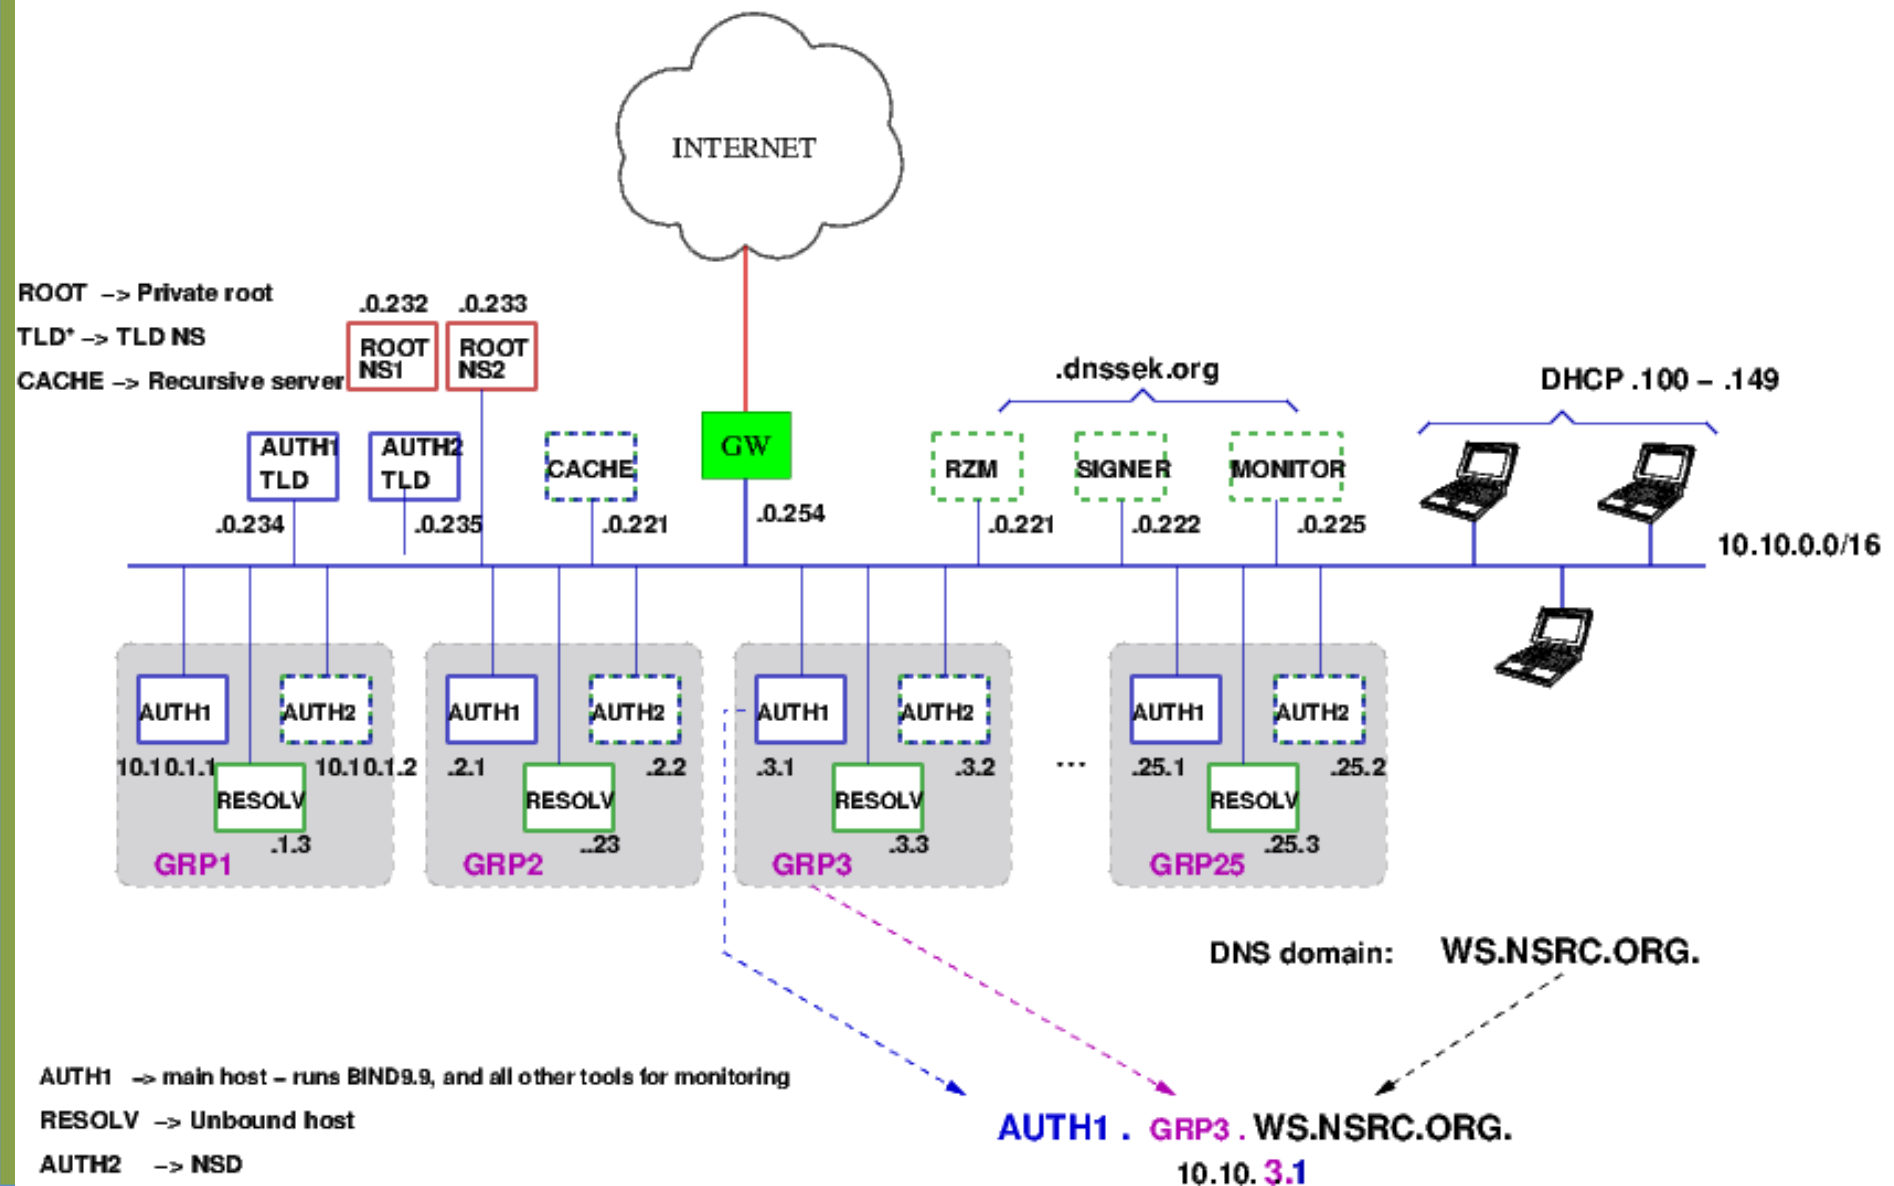 INTERNET
ROOT –> Private root
TLD* –> TLD NS
CACHE –> Recursive server
.0.232
.0.233
ROOT
NS1
ROOT
NS2
.dnssek.org
DHCP .100 – .149
AUTH1
TLD
AUTH2
TLD
CACHE
GW
RZM
SIGNER
MONITOR
.0.234
.0.235
.0.221
.0.254
.0.221
.0.222
.0.225
10.10.0.0/16
AUTH1
AUTH2
10.10.1.1
10.10.1.2
RESOLV
.1.3
GRP1
AUTH1
AUTH2
.2.1
.2.2
RESOLV
..23
GRP2
AUTH1
AUTH2
.3.1
.3.2
RESOLV
.3.3
GRP3
...
AUTH1
AUTH2
.25.1
.25.2
RESOLV
.25.3
GRP25
DNS domain: WS.NSRC.ORG.
AUTH1 –> main host – runs BIND9.9, and all other tools for monitoring
RESOLV –> Unbound host
AUTH2 –> NSD
AUTH1 . GRP3 . WS.NSRC.ORG.
10.10. 3.1